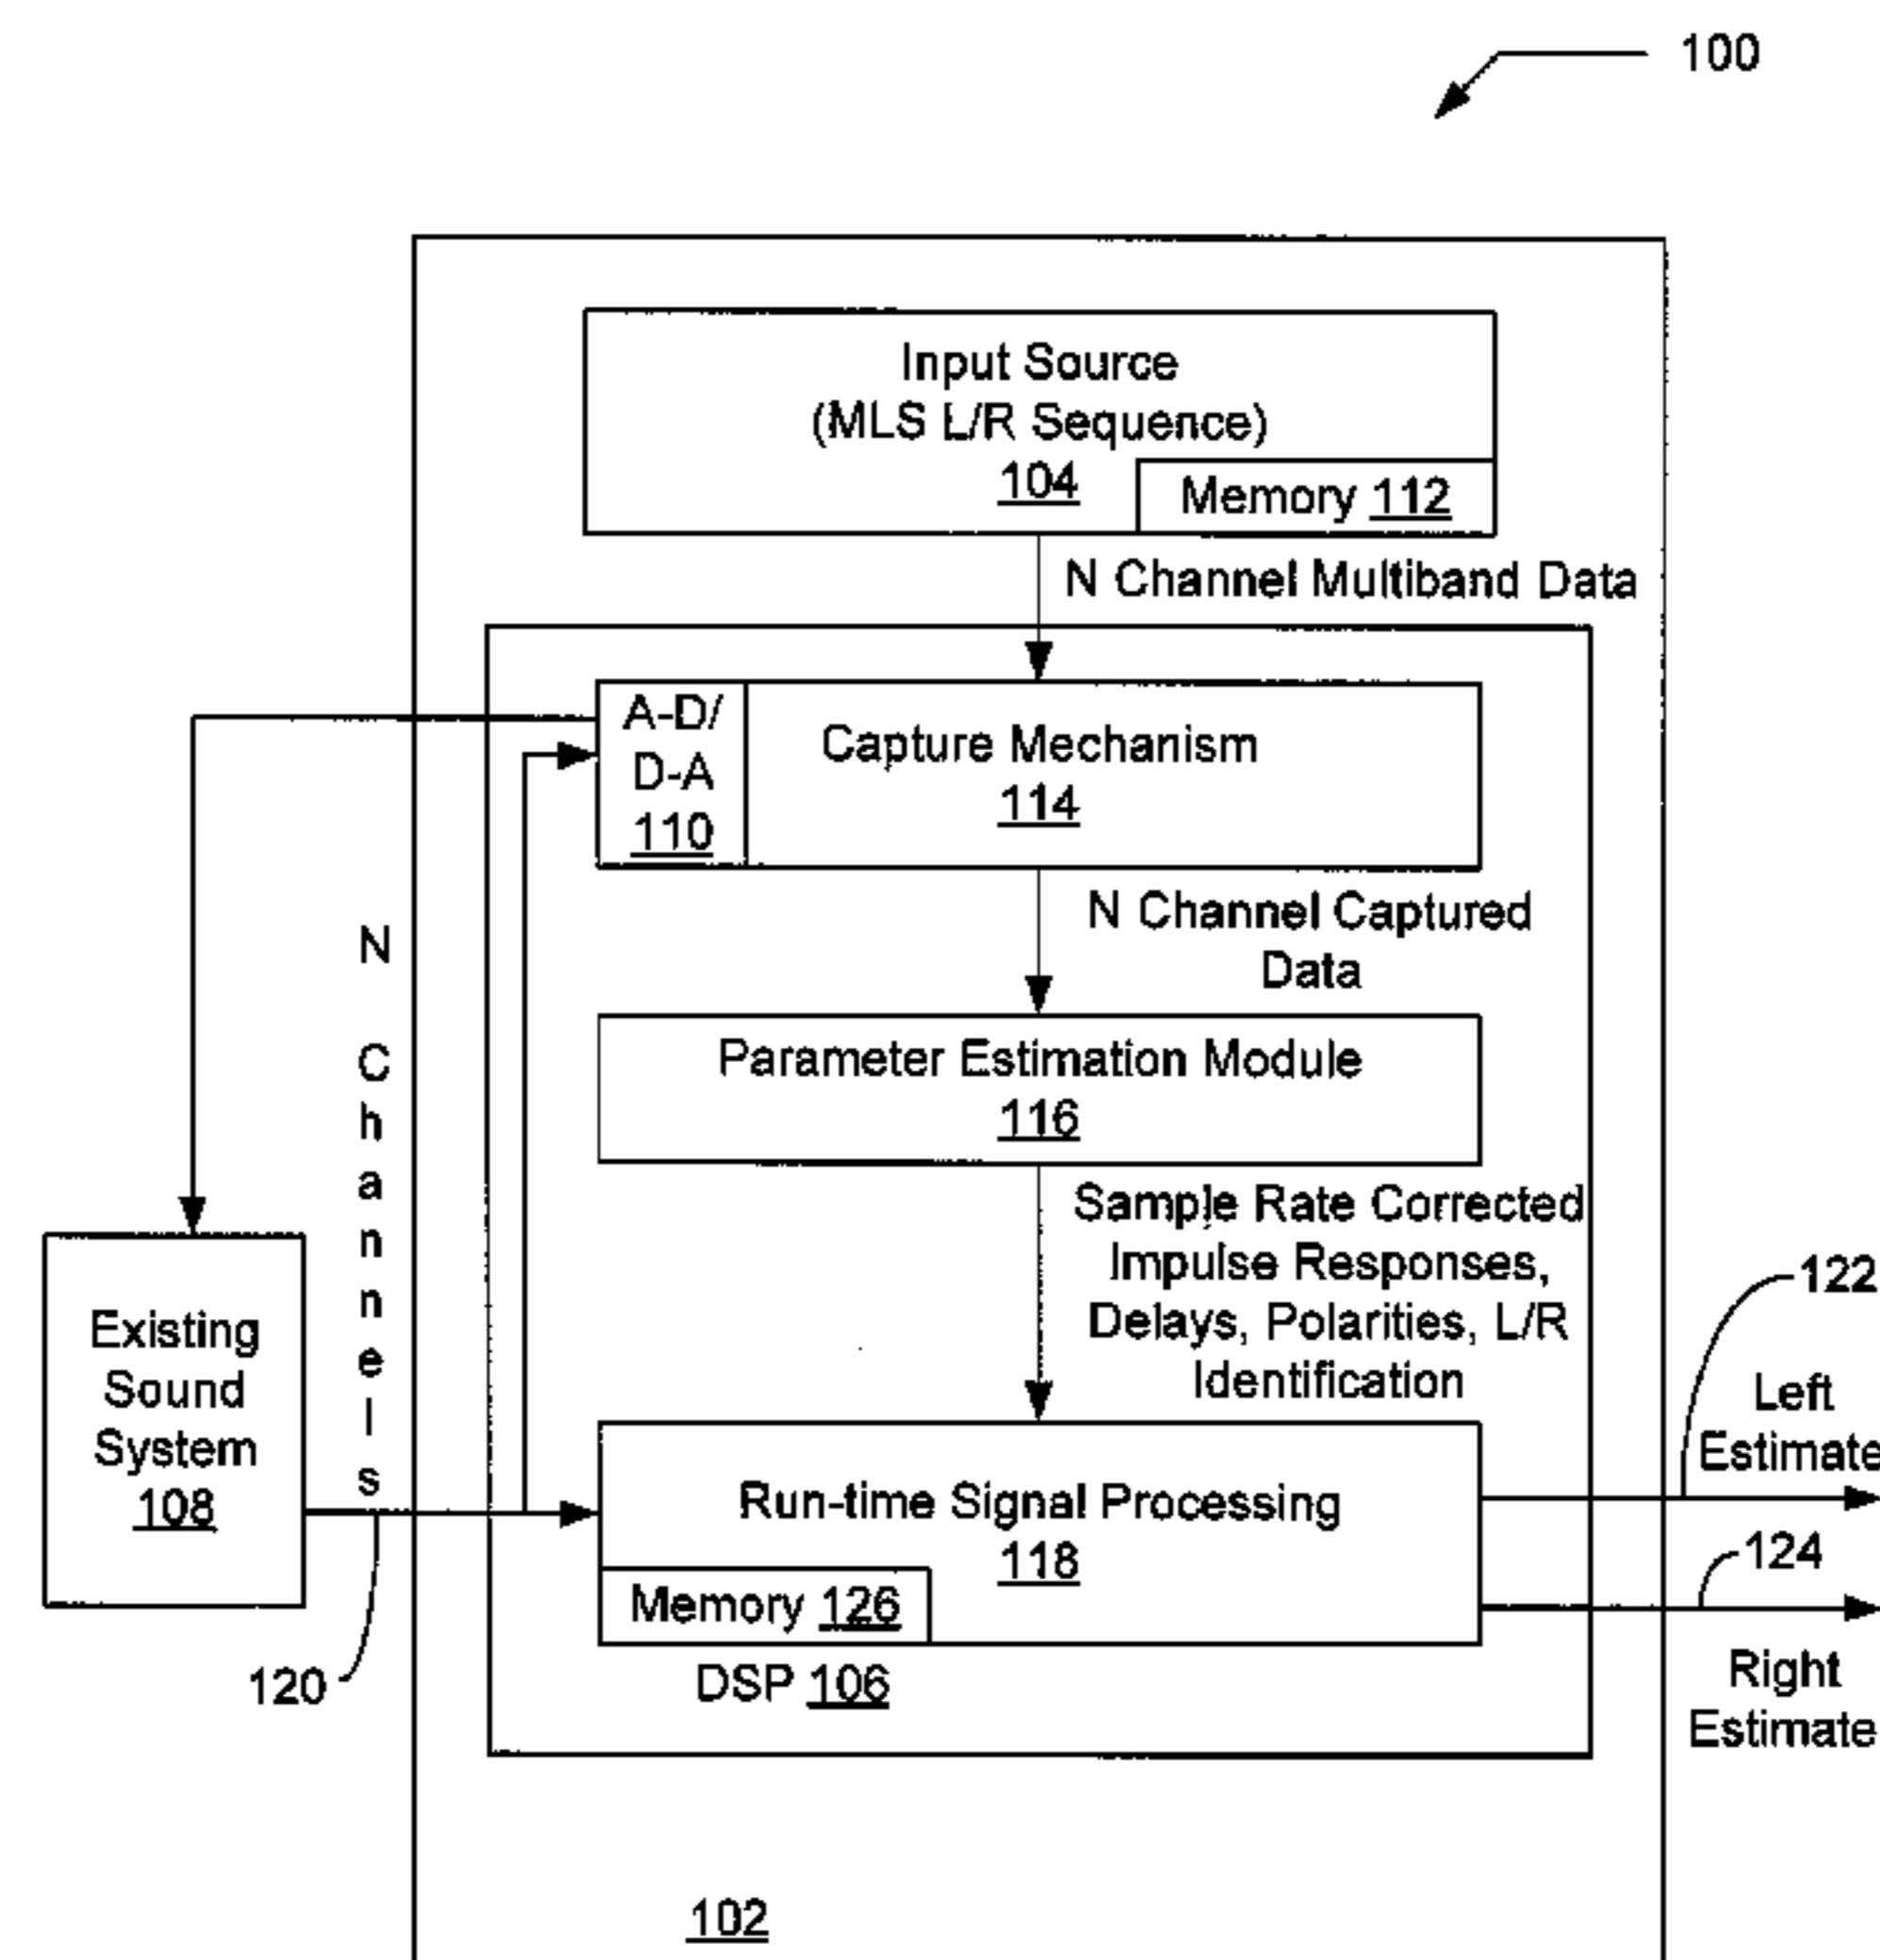 100
Input Source
(MLS L/R Sequence)
104
Memory 112
N Channel Multiband Data
A-D/
D-A
110
Capture Mechanism
114
N Channel Captured
Data
N Channels
Parameter Estimation Module
116
Sample Rate Corrected
Impulse Responses,
Delays, Polarities, L/R
Identification
122
Left
Estimate
Existing
Sound
System
108
Run-time Signal Processing
118
124
Memory 126
120
DSP 106
Right
Estimate
102